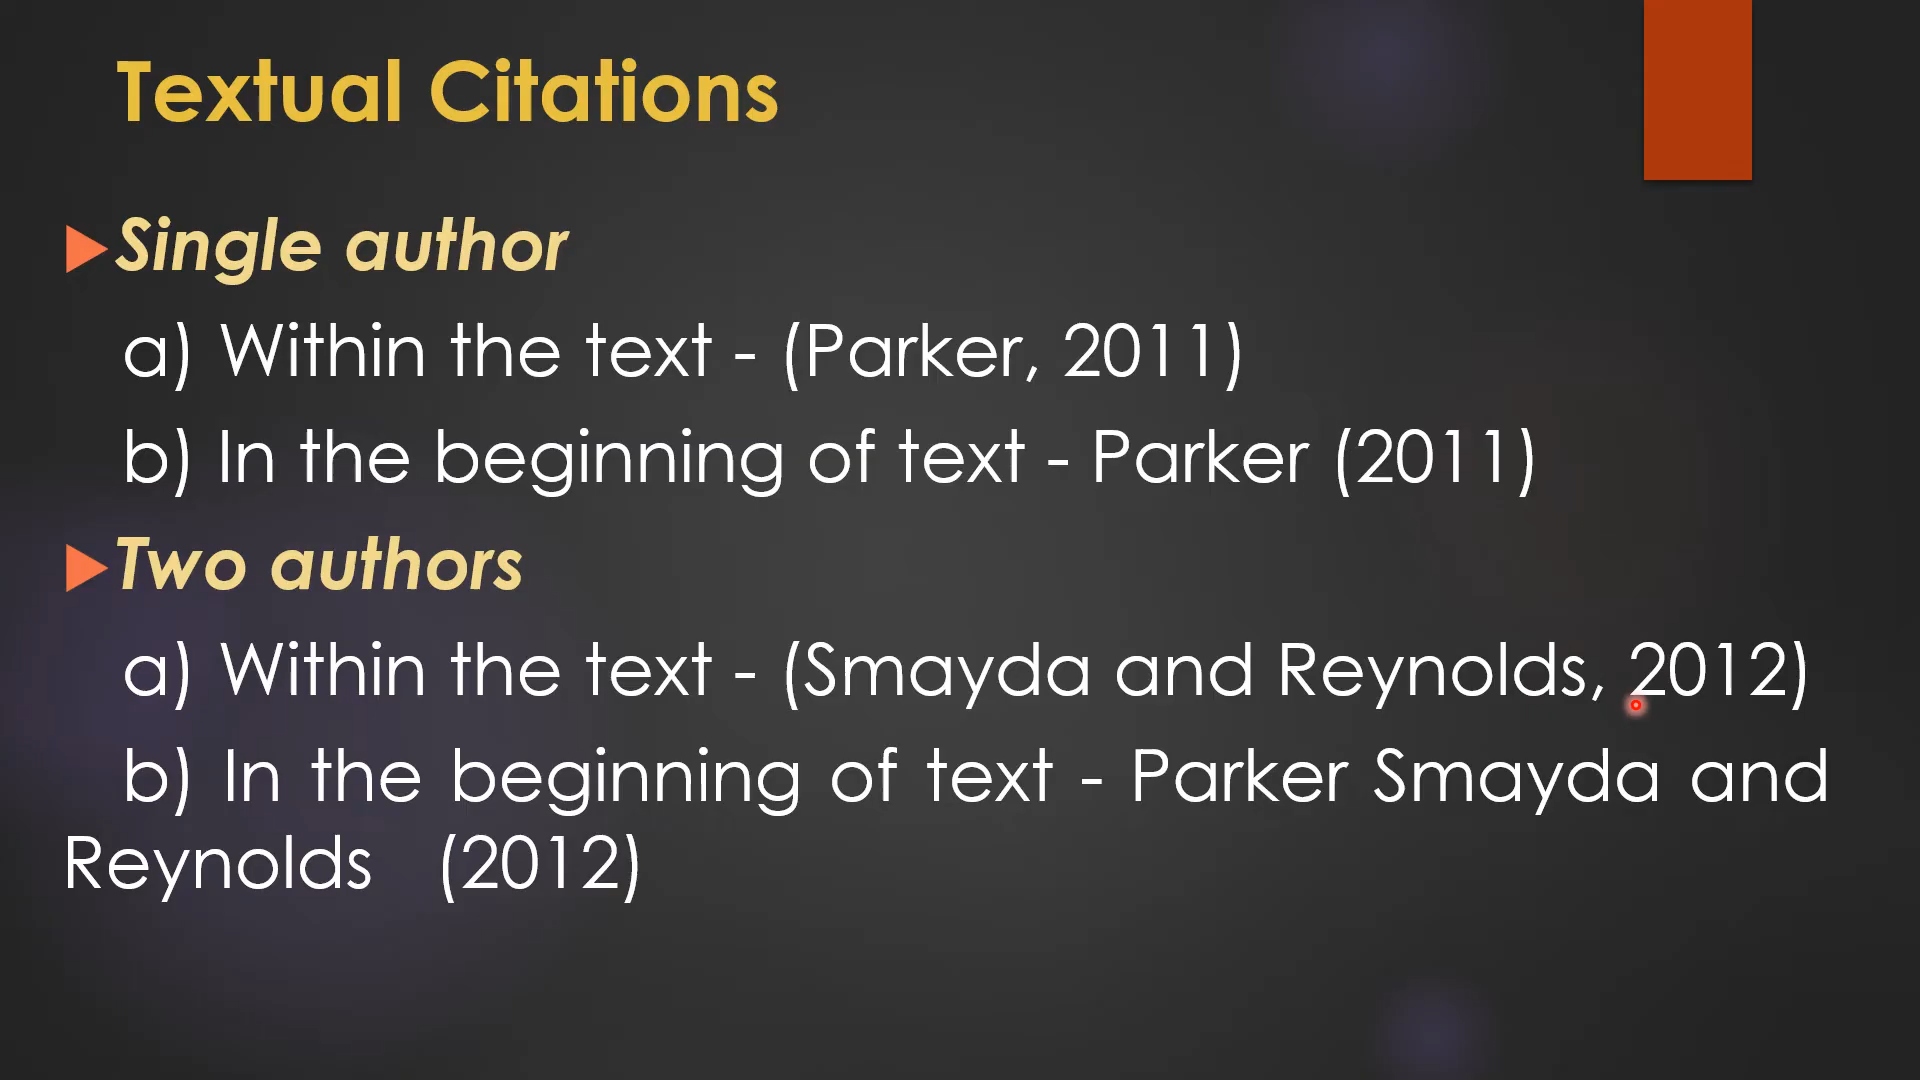 Textual Citations
Single author
a) Within the text - (Parker, 2011)
b) In the beginning of text - Parker (2011)
Two authors
a) Within the text - (Smayda and Reynolds, 2012)
b) In the beginning of text - Parker Smayda and
Reynolds (2012)